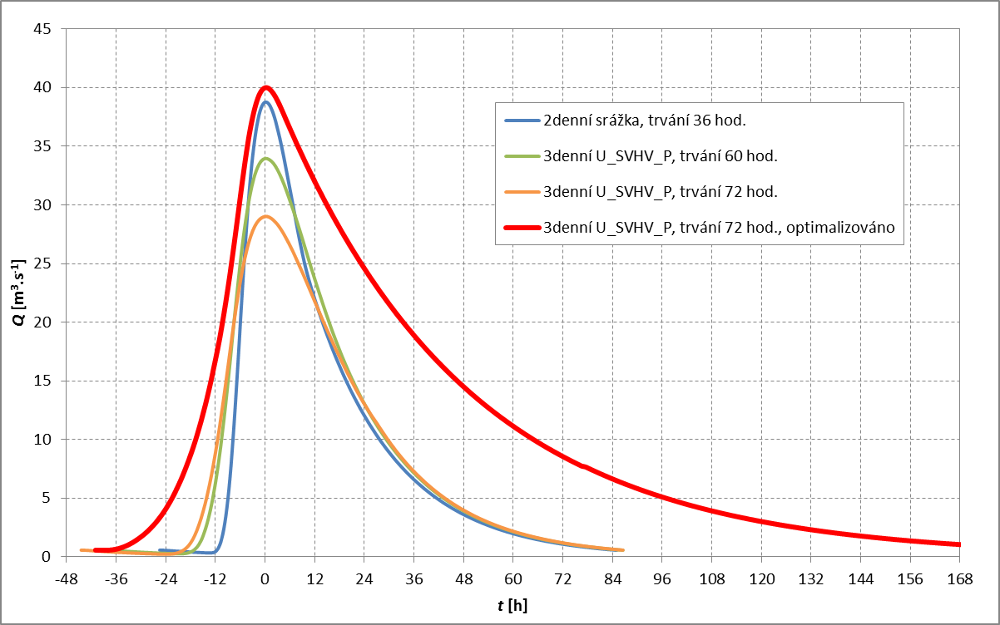 45
40
35
30
25
20
15
10
5
0
Q [m³.s⁻¹]
2denní srážka, trvání 36 hod.
3denní U_SVHV_P, trvání 60 hod.
3denní U_SVHV_P, trvání 72 hod.
3denní U_SVHV_P, trvání 72 hod., optimalizováno
-48 -36 -24 -12 0 12 24 36 48 60 72 84 96 108 120 132 144 156 168
t [h]